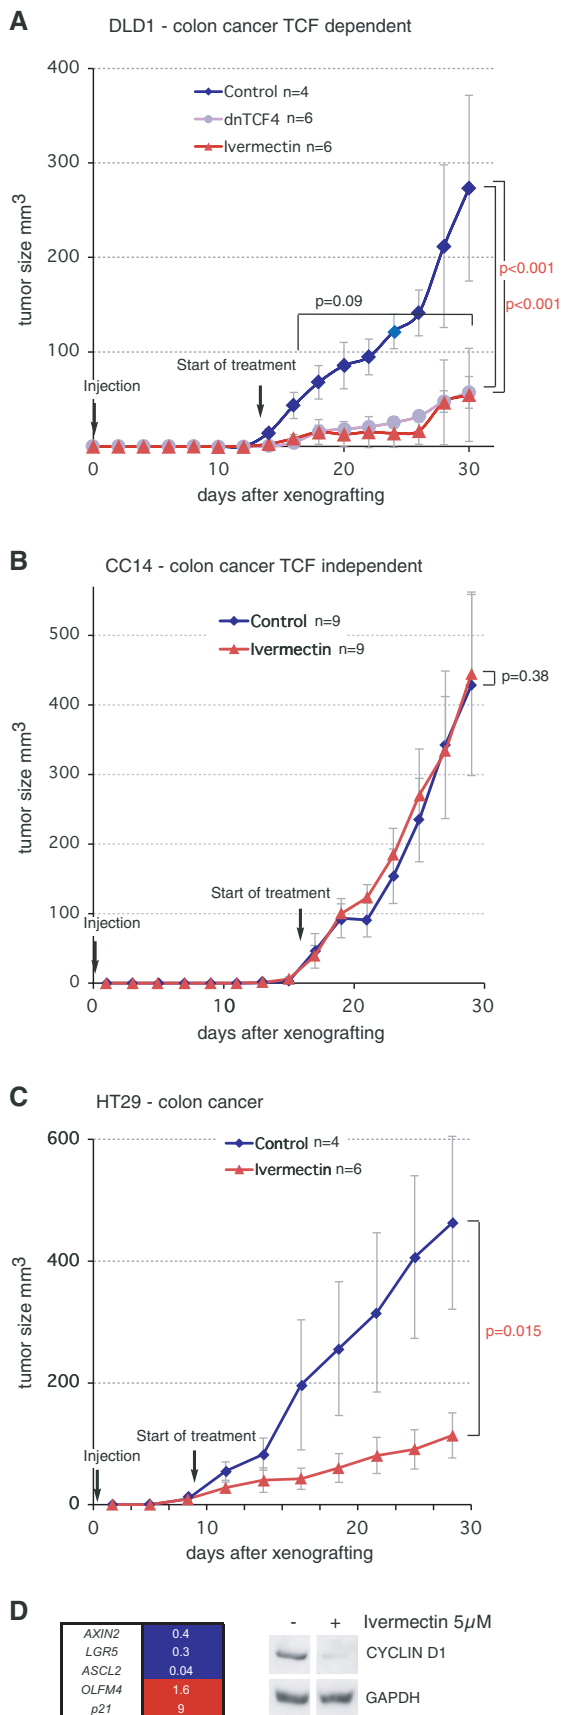 A
DLD1 - colon cancer TCF dependent
400
Control n=4
dnTCF4 n=6
Ivermectin n=6
300
tumor size mm3
200
p<0.001
p=0.09
p<0.001
100
Start of treatment
Injection
0
10
20
30
days after xenografting
B
CC14 - colon cancer TCF independent
Control n=9
500
Ivermectin n=9
p=0.38
400
tumor size mm3
300
200
Start of treatment
100
Injection
0
0
10
20
30
days after xenografting
C
HT29 - colon cancer
600
Control n=4
Ivermectin n=6
400
tumor size mm3
p=0.015
200
Start of treatment
Injection
0
0
10
20
30
days after xenografting
D
- + Ivermectin 5µM
AXIN2 0.4
LGR5 0.3
CYCLIN D1
ASCL2 0.04
OLFM4 1.6
GAPDH
p21 9